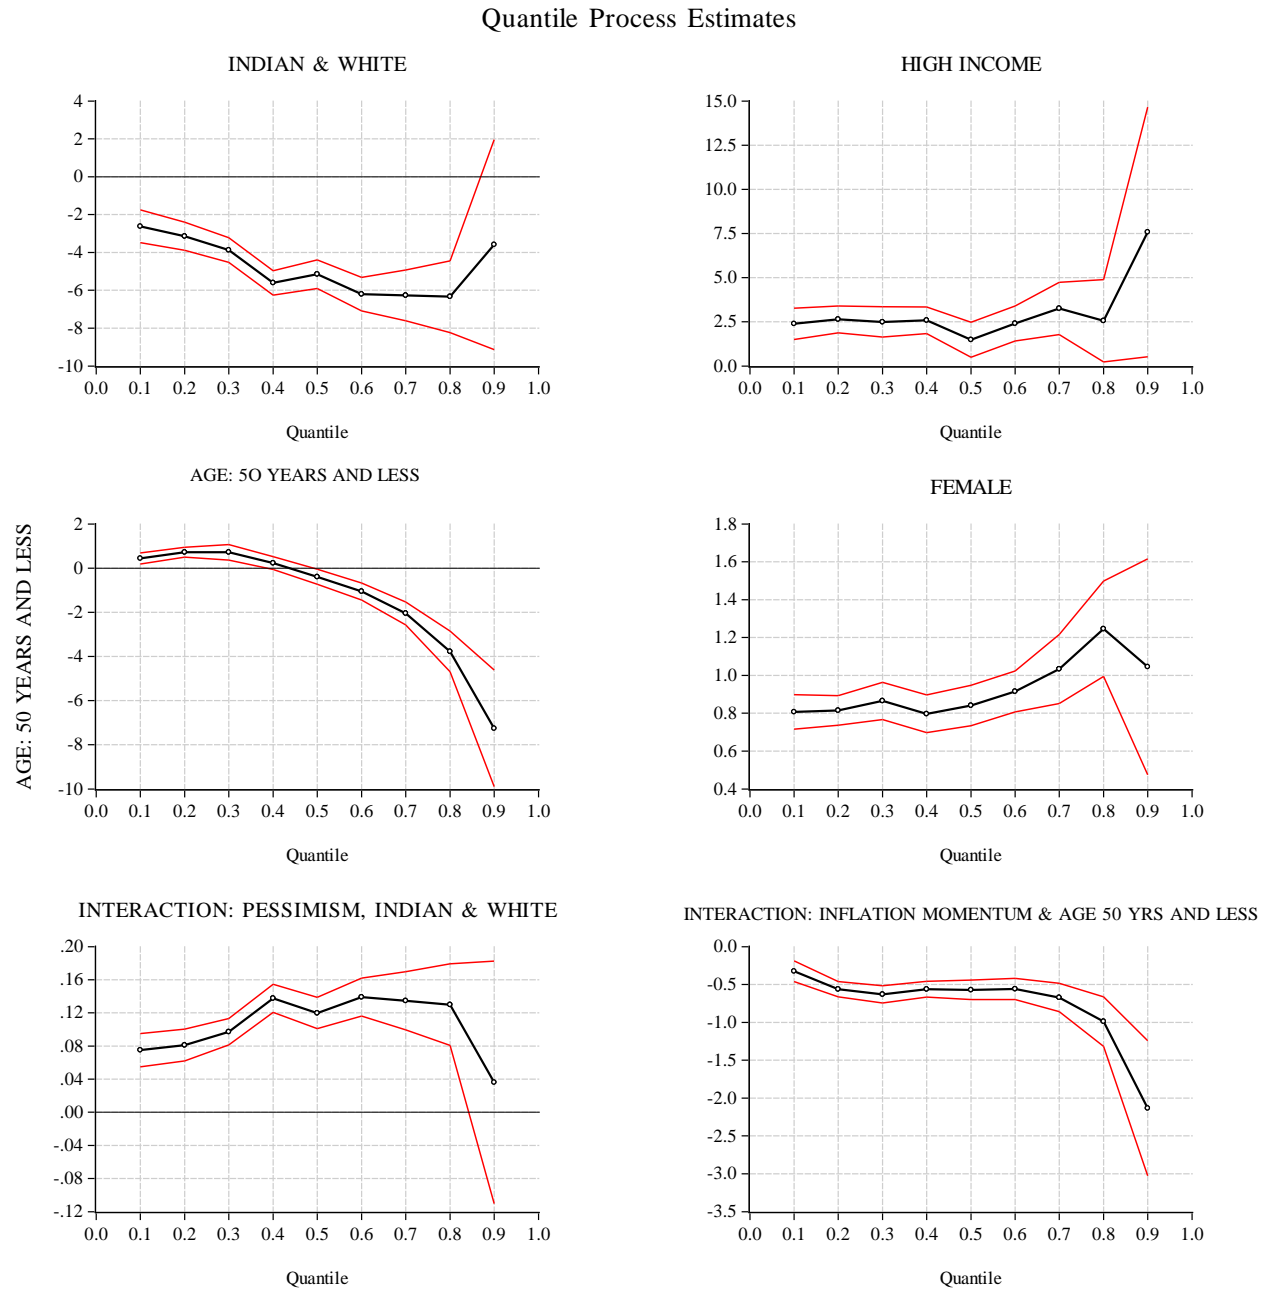 Quantile Process Estimates
INDIAN & WHITE
4
2
0
-2
-4
-6
-8
-10
0.0 0.1 0.2 0.3 0.4 0.5 0.6 0.7 0.8 0.9 1.0
Quantile
HIGH INCOME
15.0
12.5
10.0
7.5
5.0
2.5
0.0
0.0 0.1 0.2 0.3 0.4 0.5 0.6 0.7 0.8 0.9 1.0
Quantile
AGE: 5O YEARS AND LESS
AGE: 50 YEARS AND LESS
2
0
-2
-4
-6
-8
-10
0.0 0.1 0.2 0.3 0.4 0.5 0.6 0.7 0.8 0.9 1.0
Quantile
FEMALE
1.8
1.6
1.4
1.2
1.0
0.8
0.6
0.4
0.0 0.1 0.2 0.3 0.4 0.5 0.6 0.7 0.8 0.9 1.0
Quantile
INTERACTION: PESSIMISM, INDIAN & WHITE
.20
.16
.12
.08
.04
.00
-.04
-.08
-.12
0.0 0.1 0.2 0.3 0.4 0.5 0.6 0.7 0.8 0.9 1.0
Quantile
INTERACTION: INFLATION MOMENTUM & AGE 50 YRS AND LESS
0.0
-0.5
-1.0
-1.5
-2.0
-2.5
-3.0
-3.5
0.0 0.1 0.2 0.3 0.4 0.5 0.6 0.7 0.8 0.9 1.0
Quantile